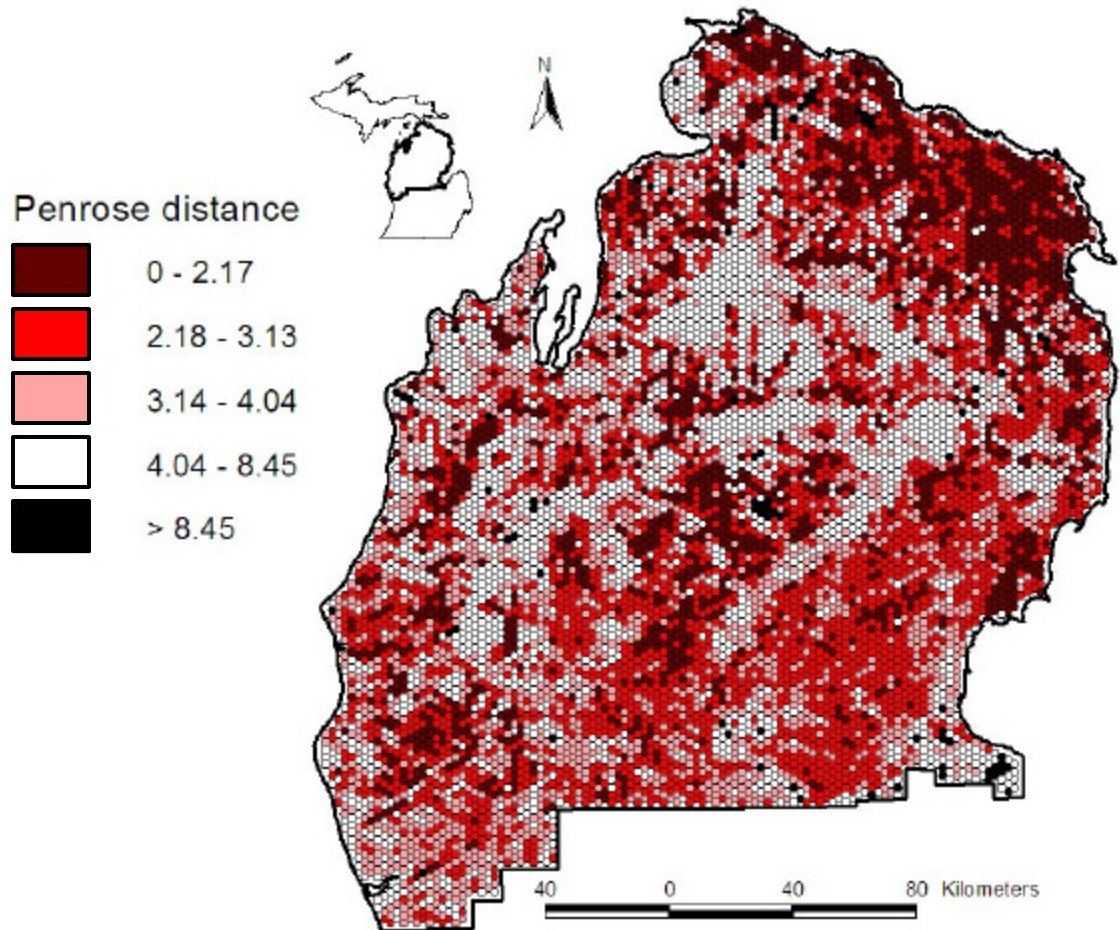 N
Penrose distance
0 - 2.17
2.18 - 3.13
3.14 - 4.04
4.04 - 8.45
> 8.45
40 0 40 80 Kilometers